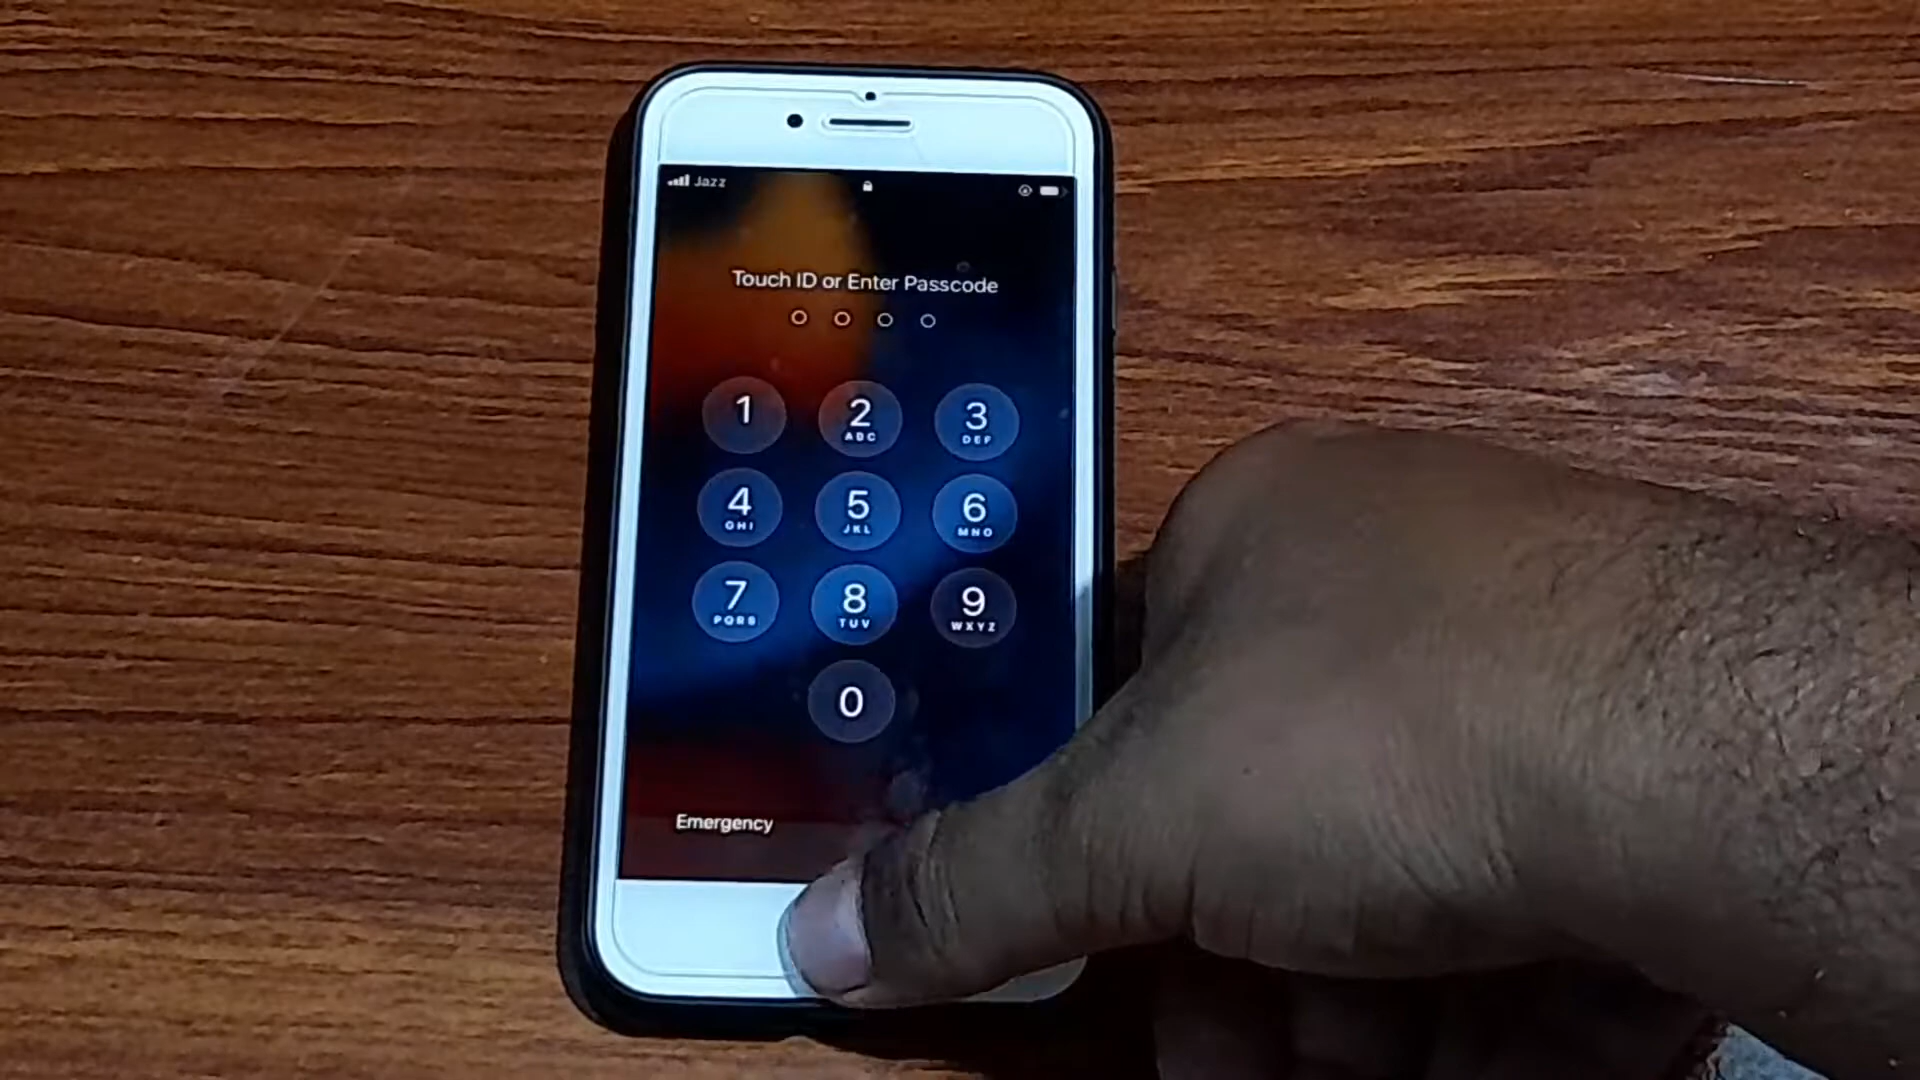 Jazz
Touch ID or Enter Passcode
1 2 3
ABC DEF
4 5 6
GHI JKL MNO
7 8 9
PQRS TUV WXYZ
0
Emergency